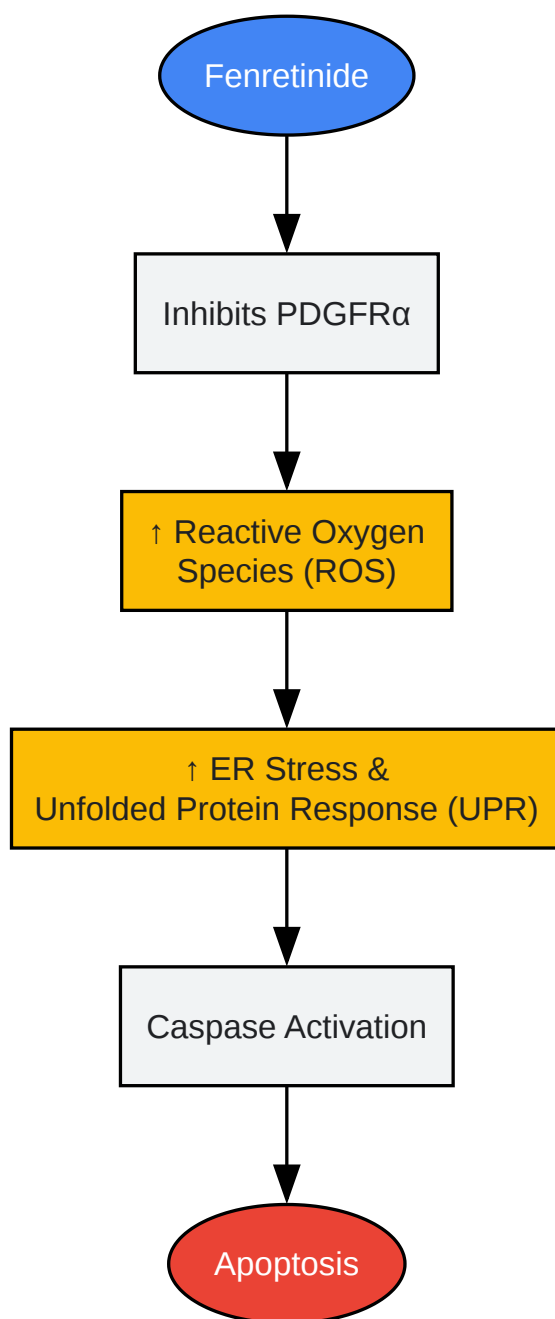 Fenretinide
Inhibits PDGFRα
↑ Reactive Oxygen
Species (ROS)
↑ ER Stress &
Unfolded Protein Response (UPR)
Caspase Activation
Apoptosis